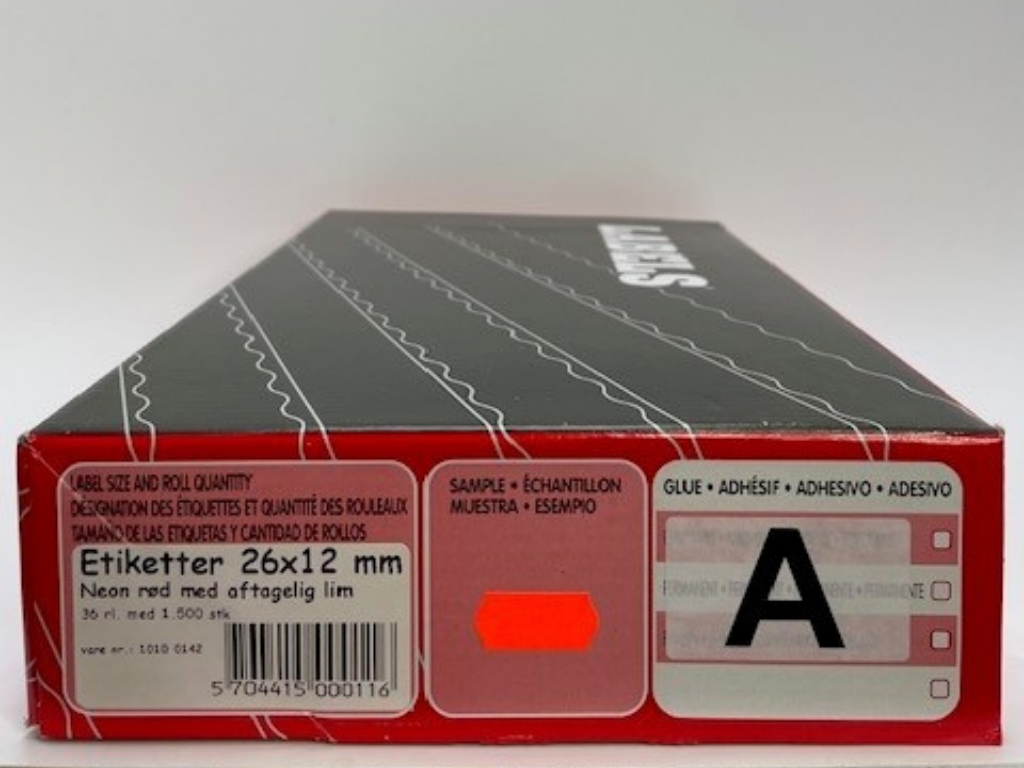 LABELS
LABEL SIZE AND ROLL QUANTITY
DÉSIGNATION DES ÉTIQUETTES ET QUANTITÉ DES ROULEAUX
TAMAÑO DE LAS ETIQUETAS Y CANTIDAD DE ROLLOS
Etiketter 26x12 mm
Neon rød med aftagelig lim
36 rl. med 1.500 stk
vare nr.: 1010 0142
5 704415 000116
SAMPLE • ÉCHANTILLON
MUESTRA • ESEMPIO
GLUE • ADHÉSIF • ADHESIVO • ADESIVO
A